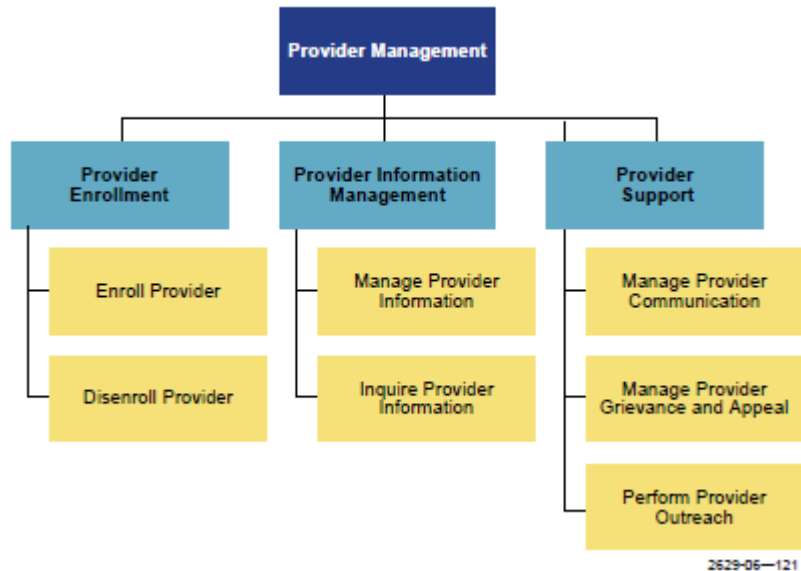 Provider Management
Provider
Enrollment
Provider Information
Management
Provider
Support
Enroll Provider
Disenroll Provider
Manage Provider
Information
Inquire Provider
Information
Manage Provider
Communication
Manage Provider
Grievance and Appeal
Perform Provider
Outreach
2629-06—121